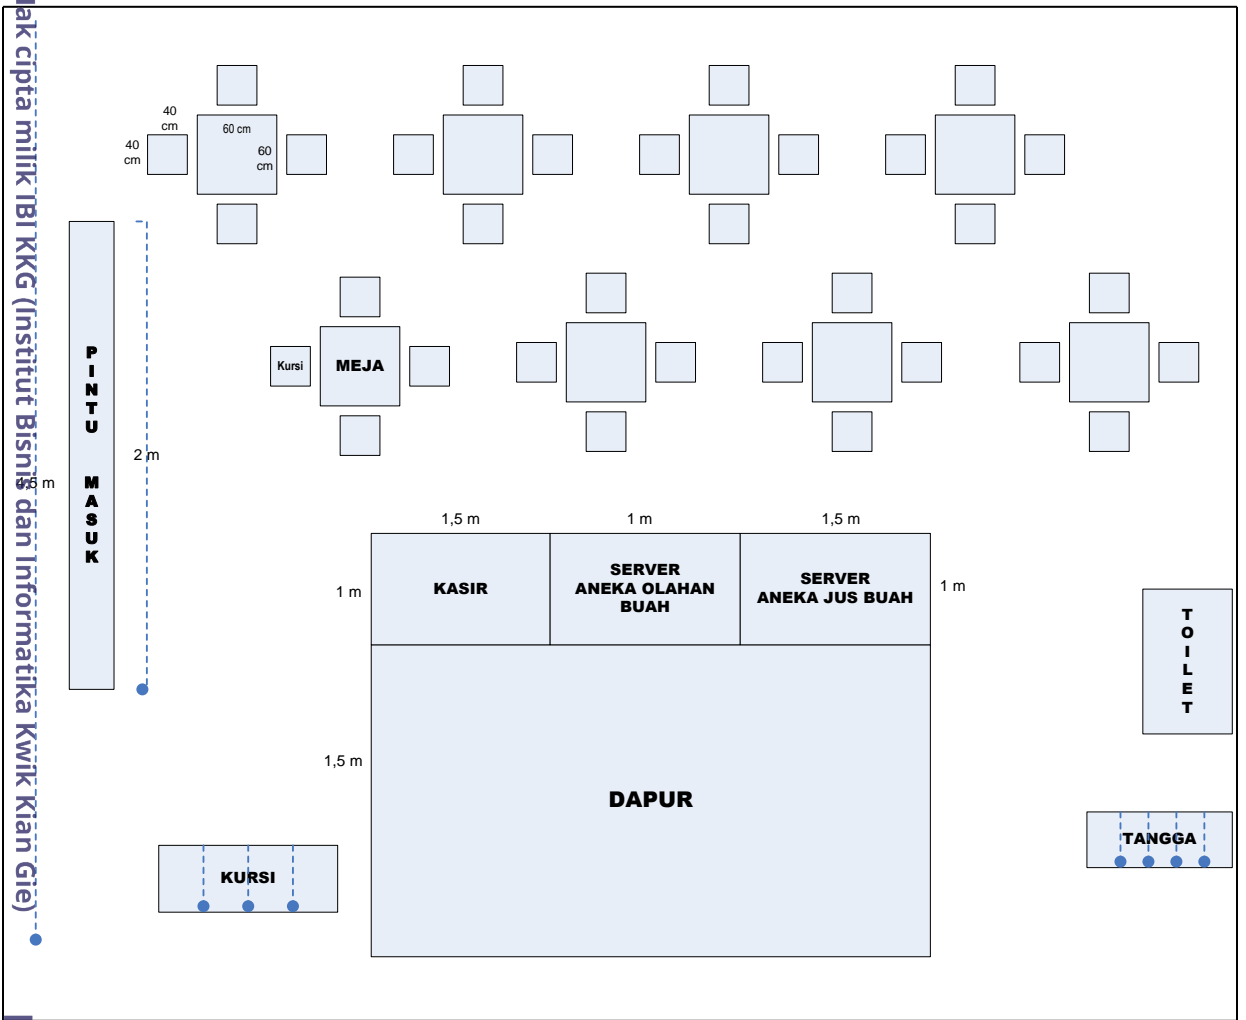 lak cipta milik IBI KKG (Institut Bisnis dan Informatika Kwik Kian Gie)
40
cm
40
cm
60 cm
60
cm
PINTU MASUK
2 m
4,5 m
Kursi
MEJA
1,5 m
1 m
1,5 m
1 m
KASIR
SERVER
ANEKA OLAHAN
BUAH
SERVER
ANEKA JUS BUAH
1 m
TOILET
1,5 m
DAPUR
TANGGA
KURSI